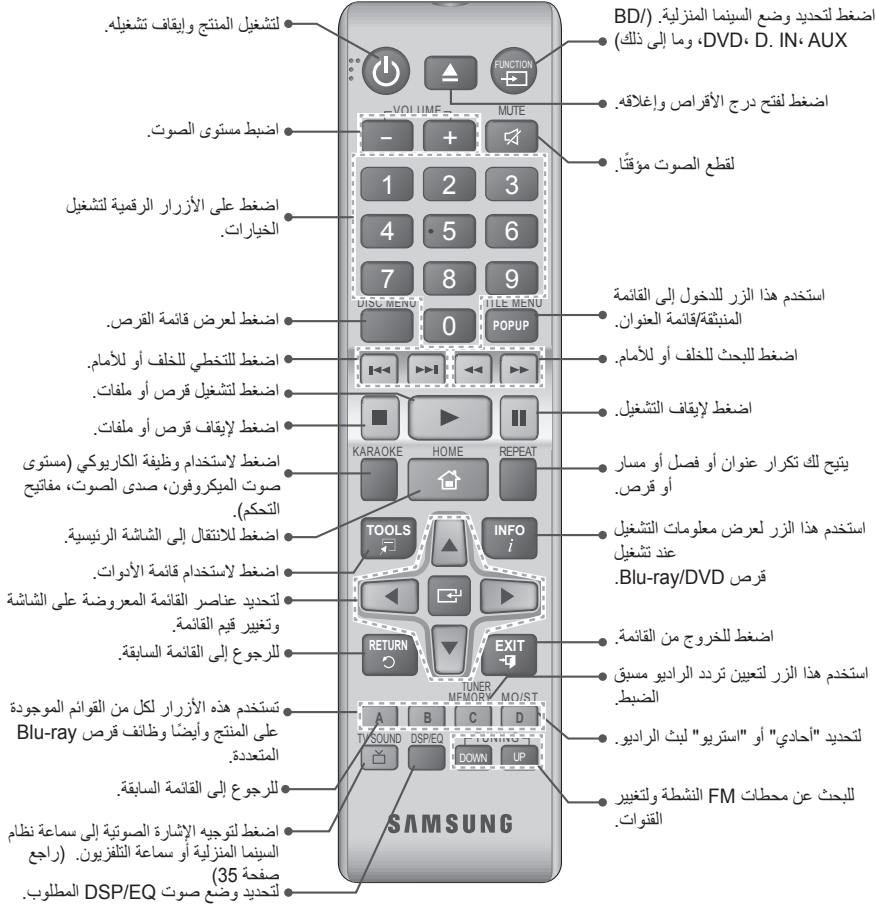 لتشغيل المنتج وإيقاف تشغيله.
اضغط لتحديد وضع السينما المنزلية. (BD/
DVD، D. IN، AUX، وما إلى ذلك)
FUNCTION
اضغط لفتح درج الأقراص وإغلاقه.
VOLUME
MUTE
اضبط مستوى الصوت.
- +
لقطع الصوت مؤقتًا.
1 2 3
اضغط على الأزرار الرقمية لتشغيل
الخيارات.
4 5 6
7 8 9
DISC MENU
TITLE MENU
0
POPUP
استخدم هذا الزر للدخول إلى القائمة
المنبثقة/قائمة العنوان.
اضغط لعرض قائمة القرص.
اضغط للتخطي للخلف أو للأمام.
اضغط للبحث للخلف أو للأمام.
اضغط لتشغيل قرص أو ملفات.
اضغط لإيقاف التشغيل.
اضغط لإيقاف قرص أو ملفات.
KARAOKE HOME REPEAT
اضغط لاستخدام وظيفة الكاريوكي (مستوى
صوت الميكروفون، صدى الصوت، مفاتيح
التحكم).
يتيح لك تكرار عنوان أو فصل أو مسار
أو قرص.
اضغط للانتقال إلى الشاشة الرئيسية.
TOOLS
INFO
i
استخدم هذا الزر لعرض معلومات التشغيل
عند تشغيل
قرص Blu-ray/DVD.
اضغط لاستخدام قائمة الأدوات.
لتحديد عناصر القائمة المعروضة على الشاشة
وتغيير قيم القائمة.
RETURN
EXIT
اضغط للخروج من القائمة.
للرجوع إلى القائمة السابقة.
استخدم هذا الزر لتعيين تردد الراديو مسبق
الضبط.
TUNER
MEMORY MO/ST
تستخدم هذه الأزرار لكل من القوائم الموجودة
على المنتج وأيضًا وظائف قرص Blu-ray
المتعددة.
A B C D
لتحديد "أحادي" أو "استريو" لبث الراديو.
TV SOUND DSP/EQ TUNING
DOWN UP
للرجوع إلى القائمة السابقة.
للبحث عن محطات FM النشطة ولتغيير
القنوات.
اضغط لتوجيه الإشارة الصوتية إلى سماعة نظام
السينما المنزلية أو سماعة التلفزيون. (راجع
صفحة 35)
SAMSUNG
لتحديد وضع صوت DSP/EQ المطلوب.